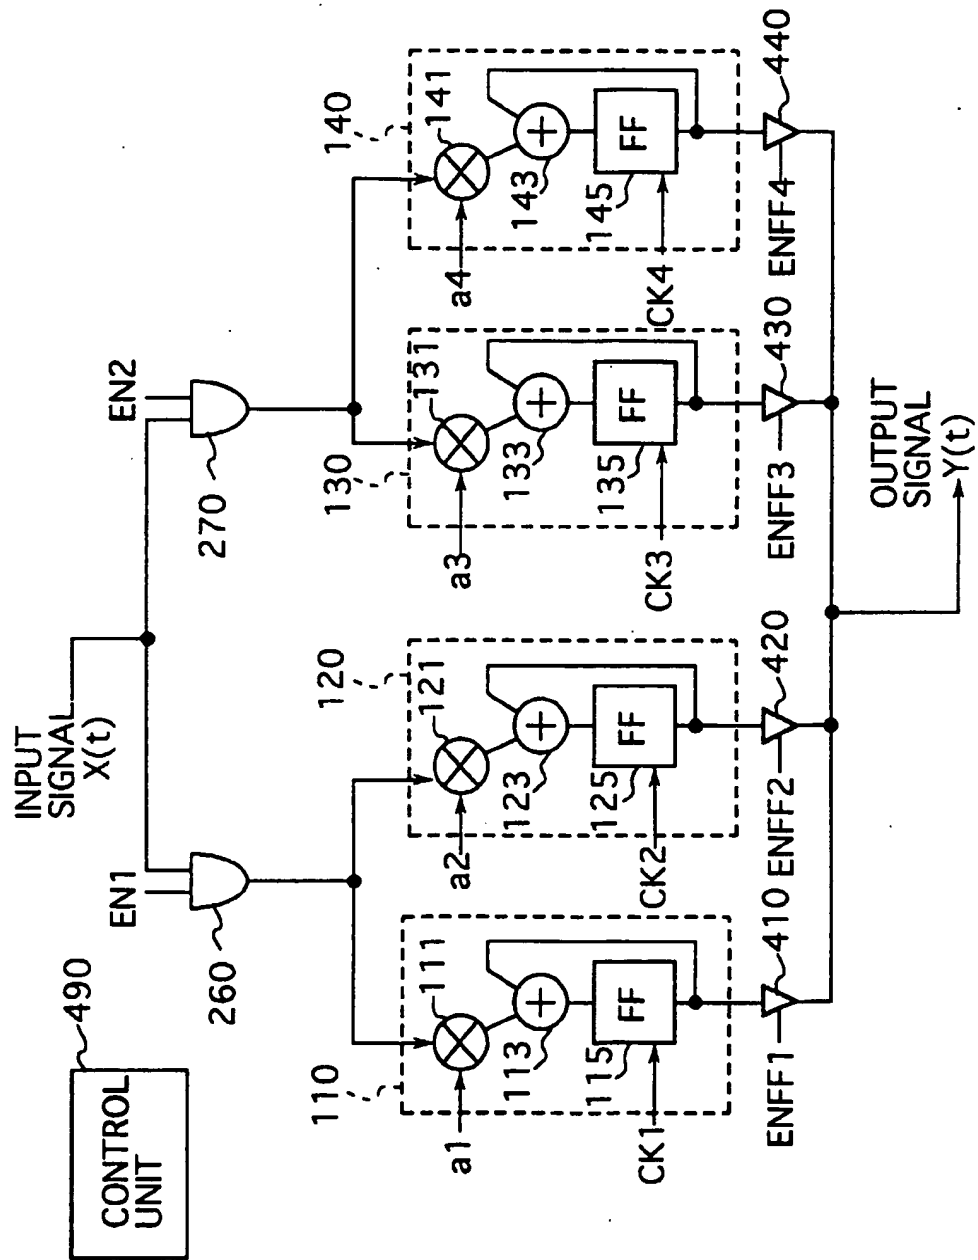 CONTROL
UNIT
490
INPUT
SIGNAL
X(t)
EN1
260
EN2
270
110
111
a1
113
FF
115
CK1
120
121
a2
123
FF
125
CK2
130
131
a3
133
FF
135
CK3
140
141
a4
143
FF
145
CK4
ENFF1
410
ENFF2
420
ENFF3
430
ENFF4
440
OUTPUT
SIGNAL
Y(t)